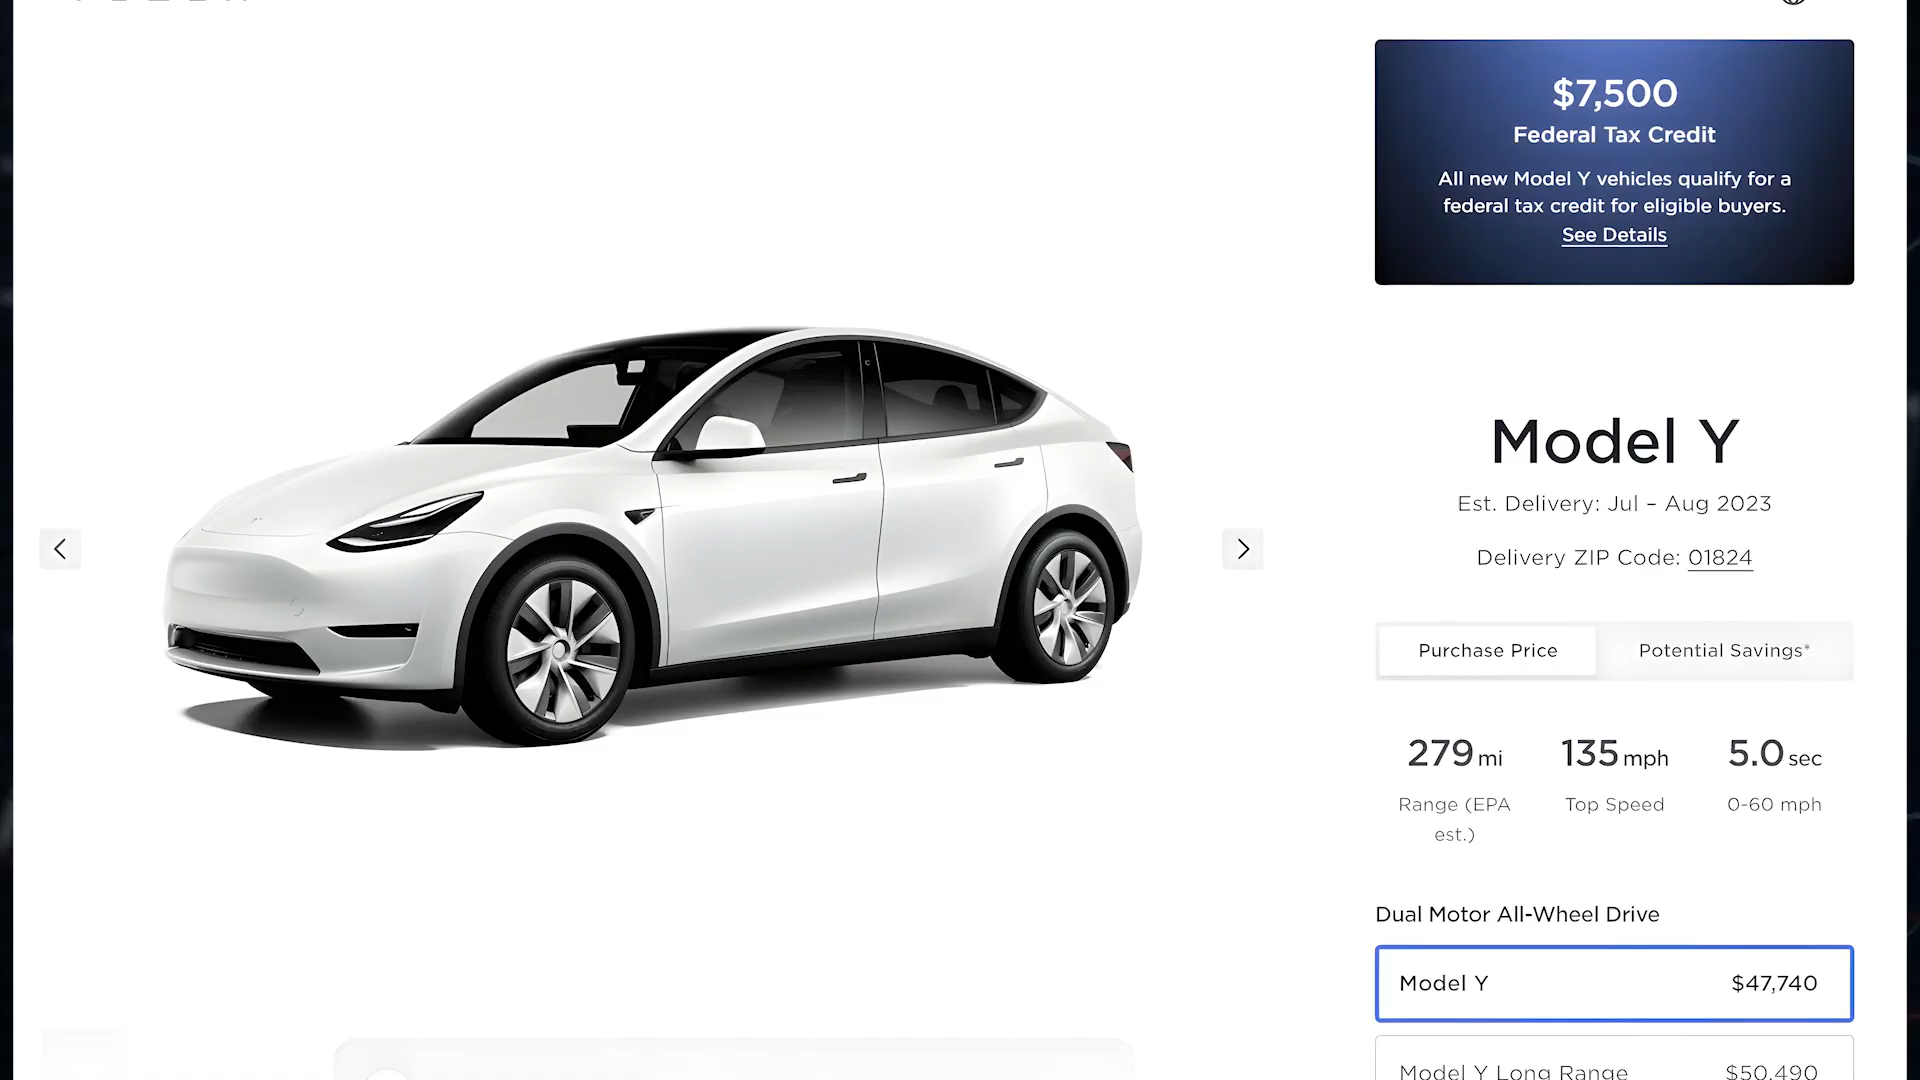 $7,500
Federal Tax Credit
All new Model Y vehicles qualify for a
federal tax credit for eligible buyers.
See Details
Model Y
Est. Delivery: Jul – Aug 2023
Delivery ZIP Code: 01824
Purchase Price
Potential Savings*
279 mi
135 mph
5.0 sec
Range (EPA
est.)
Top Speed
0-60 mph
Dual Motor All-Wheel Drive
Model Y
$47,740
Model Y Long Range
$50,490